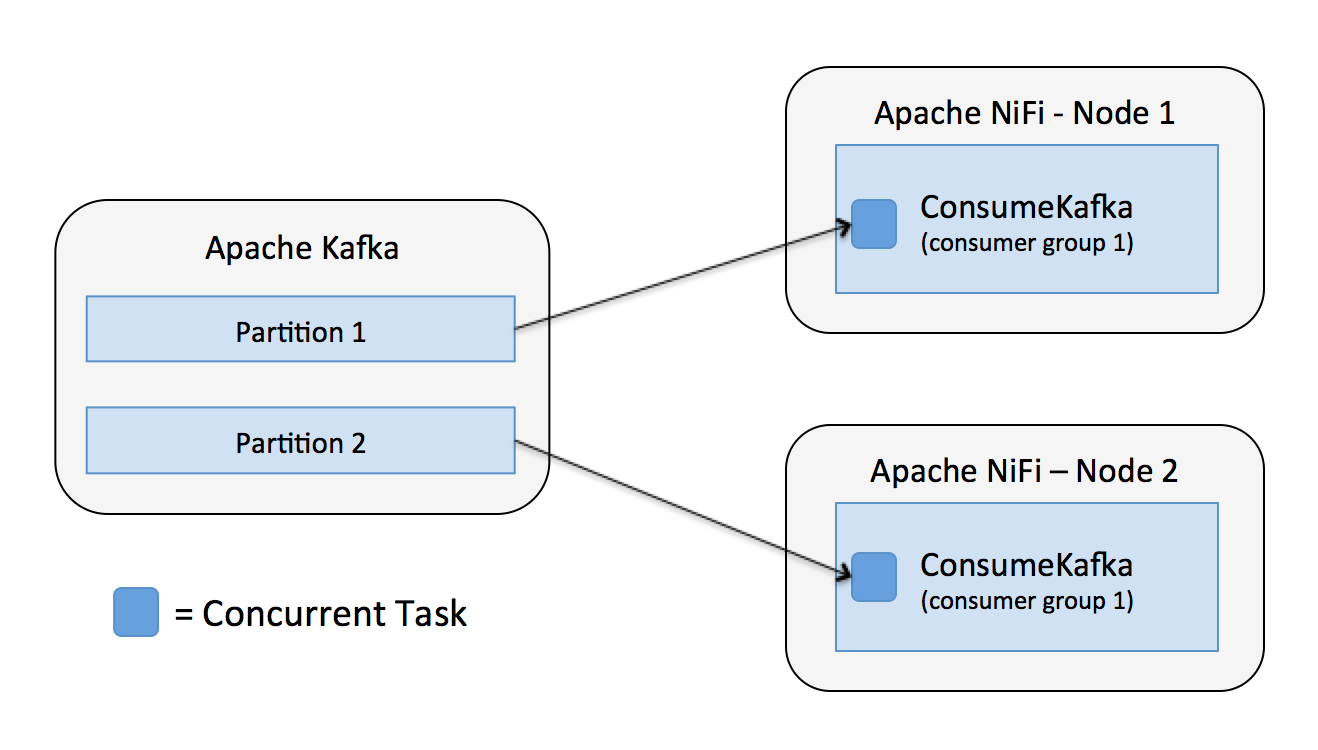 Apache Kafka
Partition 1
Partition 2
= Concurrent Task
Apache NiFi - Node 1
ConsumeKafka
(consumer group 1)
Apache NiFi – Node 2
ConsumeKafka
(consumer group 1)